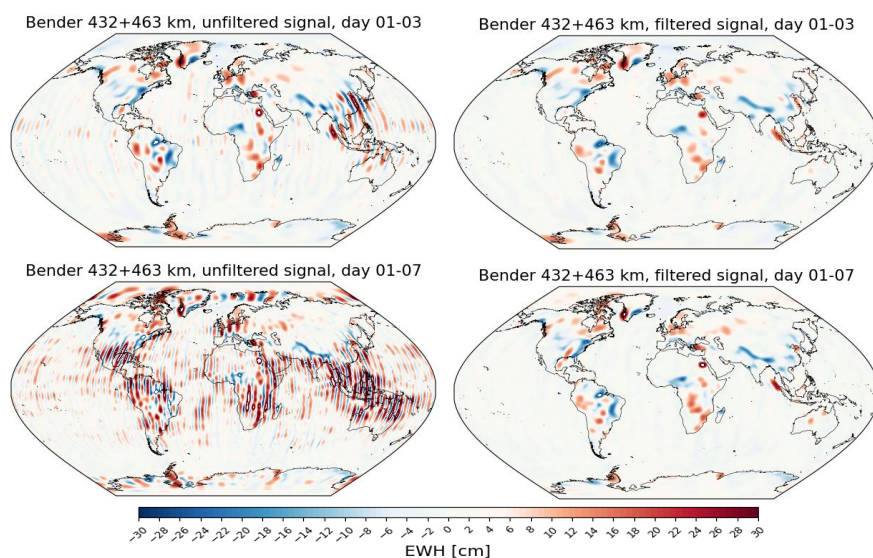 Bender 432+463 km, unfiltered signal, day 01-03
Bender 432+463 km, filtered signal, day 01-03
Bender 432+463 km, unfiltered signal, day 01-07
Bender 432+463 km, filtered signal, day 01-07
−30 −28 −26 −24 −22 −20 −18 −16 −14 −12 −10 −8 −6 −4 −2 0 2 4 6 8 10 12 14 16 18 20 22 24 26 28 30
EWH [cm]